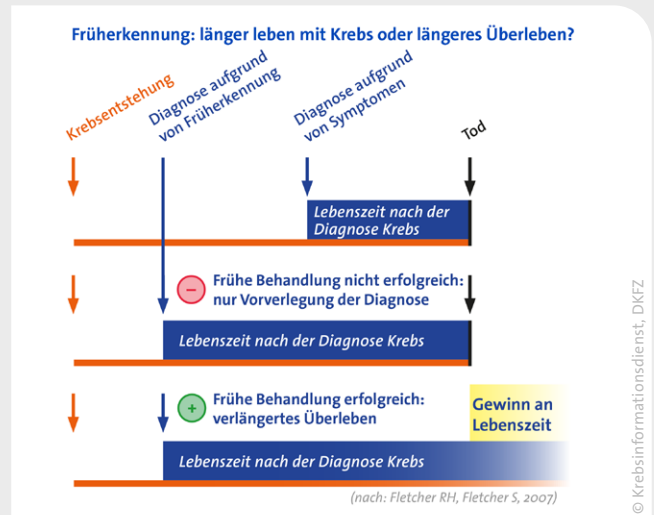 Früherkennung: länger leben mit Krebs oder längeres Überleben?
Krebsentstehung
Diagnose aufgrund
von Früherkennung
Diagnose aufgrund
von Symptomen
Tod
Lebenszeit nach der
Diagnose Krebs
− Frühe Behandlung nicht erfolgreich:
nur Vorverlegung der Diagnose
Lebenszeit nach der Diagnose Krebs
+ Frühe Behandlung erfolgreich:
verlängertes Überleben
Gewinn an
Lebenszeit
Lebenszeit nach der Diagnose Krebs
(nach: Fletcher RH, Fletcher S, 2007)
© Krebsinformationsdienst, DKFZ